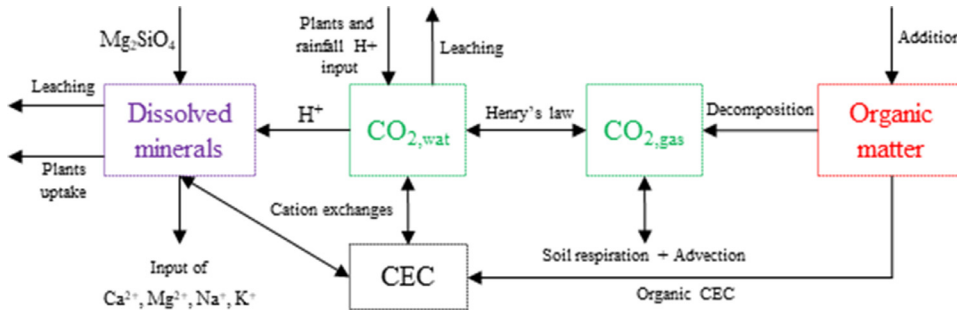 Mg₂SiO₄
Plants and
rainfall H+
input
Leaching
Addition
Leaching
Dissolved
minerals
H⁺
CO₂,wat
Henry's law
CO₂,gas
Decomposition
Organic
matter
Plants
uptake
Cation exchanges
Input of
Ca²⁺, Mg²⁺, Na⁺, K⁺
CEC
Soil respiration + Advection
Organic CEC